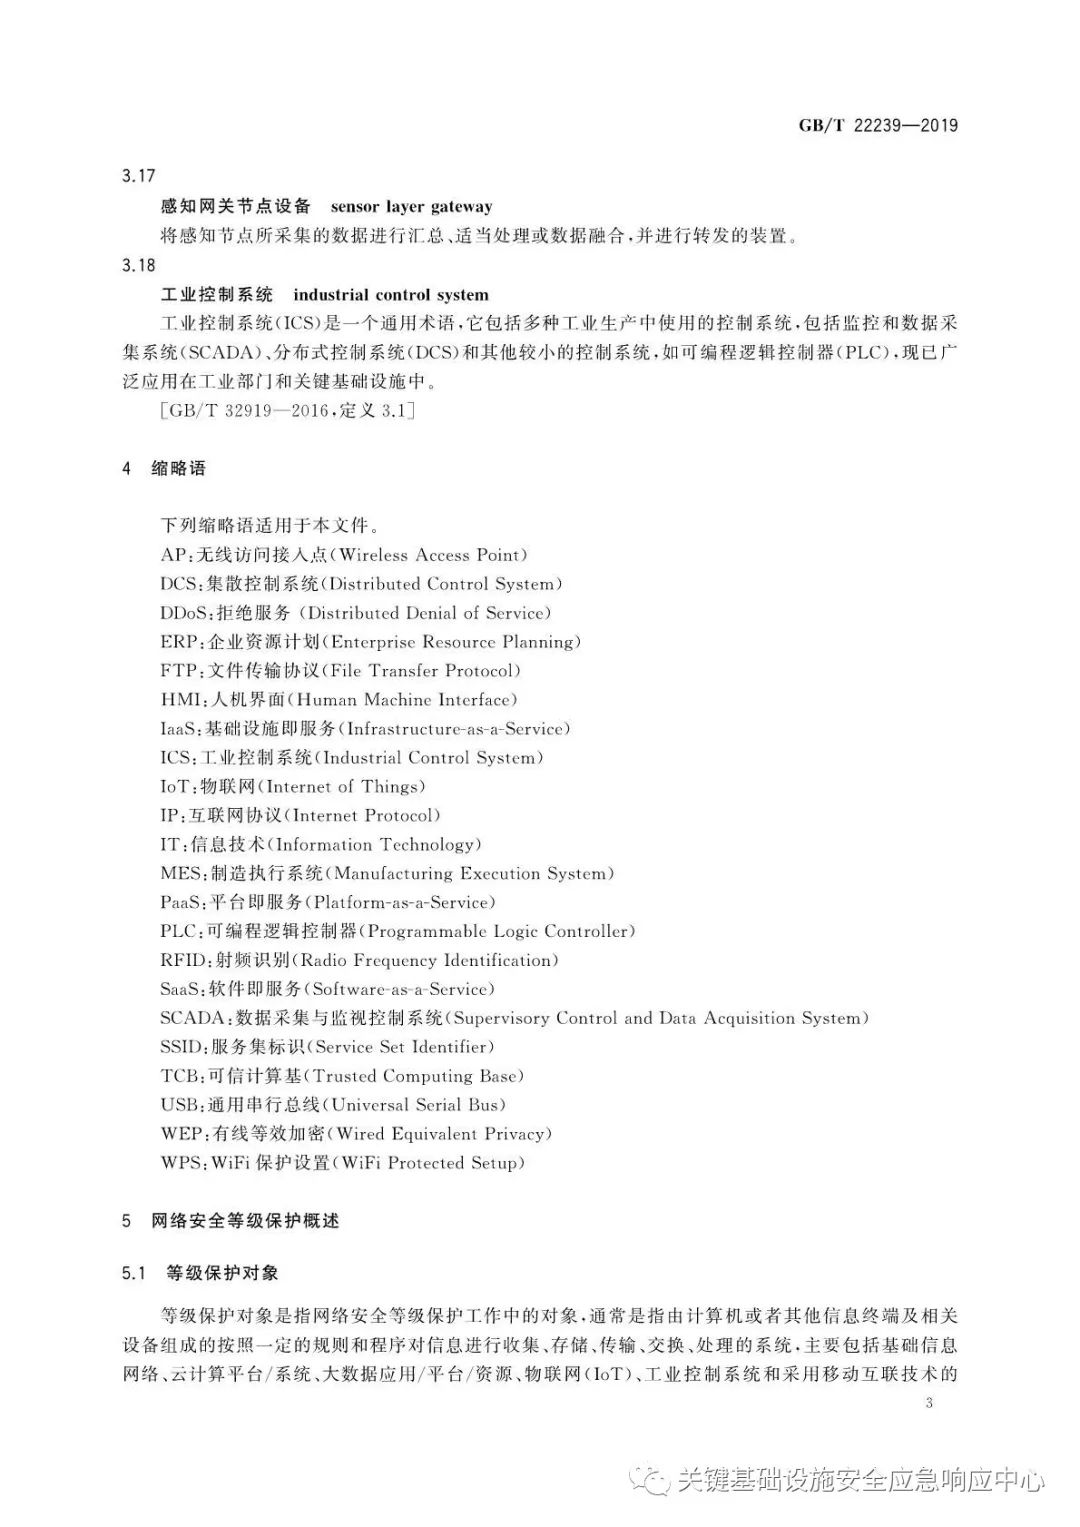 GB/T 22239—2019
3.17
感知网关节点设备 sensor layer gateway
将感知节点所采集的数据进行汇总、适当处理或数据融合,并进行转发的装置。
3.18
工业控制系统 industrial control system
工业控制系统(ICS)是一个通用术语,它包括多种工业生产中使用的控制系统,包括监控和数据采
集系统(SCADA)、分布式控制系统(DCS)和其他较小的控制系统,如可编程逻辑控制器(PLC),现已广
泛应用在工业部门和关键基础设施中。
[GB/T 32919—2016,定义 3.1]
4 缩略语
下列缩略语适用于本文件。
AP:无线访问接入点(Wireless Access Point)
DCS:集散控制系统(Distributed Control System)
DDoS:拒绝服务 (Distributed Denial of Service)
ERP:企业资源计划(Enterprise Resource Planning)
FTP:文件传输协议(File Transfer Protocol)
HMI:人机界面(Human Machine Interface)
IaaS:基础设施即服务(Infrastructure-as-a-Service)
ICS:工业控制系统(Industrial Control System)
IoT:物联网(Internet of Things)
IP:互联网协议(Internet Protocol)
IT:信息技术(Information Technology)
MES:制造执行系统(Manufacturing Execution System)
PaaS:平台即服务(Platform-as-a-Service)
PLC:可编程逻辑控制器(Programmable Logic Controller)
RFID:射频识别(Radio Frequency Identification)
SaaS:软件即服务(Software-as-a-Service)
SCADA:数据采集与监视控制系统(Supervisory Control and Data Acquisition System)
SSID:服务集标识(Service Set Identifier)
TCB:可信计算基(Trusted Computing Base)
USB:通用串行总线(Universal Serial Bus)
WEP:有线等效加密(Wired Equivalent Privacy)
WPS:WiFi 保护设置(WiFi Protected Setup)
5 网络安全等级保护概述
5.1 等级保护对象
等级保护对象是指网络安全等级保护工作中的对象,通常是指由计算机或者其他信息终端及相关
设备组成的按照一定的规则和程序对信息进行收集、存储、传输、交换、处理的系统,主要包括基础信息
网络、云计算平台/系统、大数据应用/平台/资源、物联网(IoT)、工业控制系统和采用移动互联技术的
3
关键基础设施安全应急响应中心